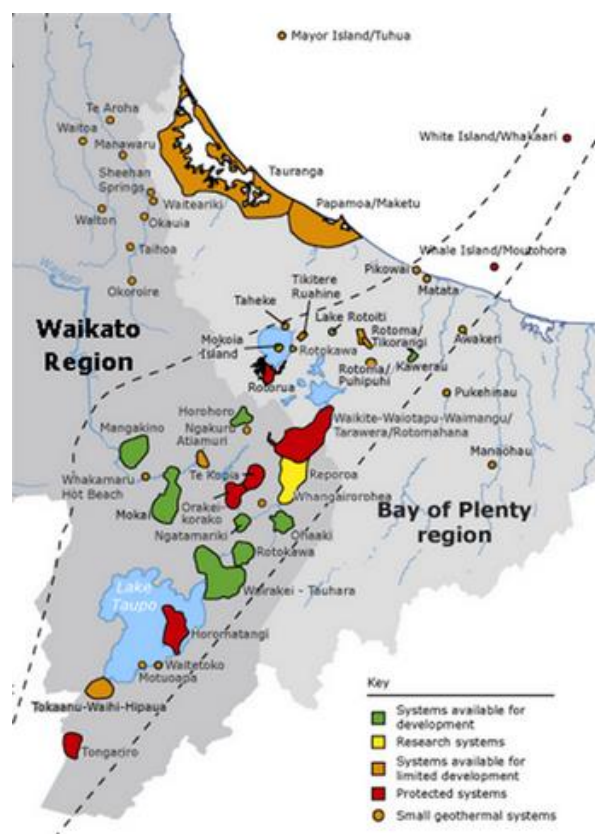 Mayor Island/Tuhua
Te Aroha
Waitoa
Manawaru
White Island/Whakaari
Sheehan
Springs
Tauranga
Waiteariki
Walton
Okauia
Papamoa/Maketu
Taihoa
Whale Island/Moutohora
Pikowai
Waikato
Tikitere
Ruahine
Matata
Okoroire
Taheke
Lake Rotoiti
Waikato
Region
Mokoia
Island
Rotoma/
Tikorangi
Awakeri
Rotokawa
Kawerau
Rotoma/
Puhipuhi
Rotorua
Pukehinau
Horohoro
Ngakuru
Waikite-Waiotapu-Waimangu/
Tarawera/Rotomahana
Mangakino
Atiamuri
Manaohau
Te Kopia
Reporoa
Whakamaru
Hot Beach
Orakei-
korako
Whangairorohea
Mokai
Bay of Plenty
region
Ngatamariki
Ohaaki
Rotokawa
Lake
Taupo
Wairakei - Tauhara
Horomatangi
Waitetoko
Motuoapa
Tokaanu-Waihi-Hipaua
Tongariro
Key
Systems available for
development
Research systems
Systems available for
limited development
Protected systems
Small geothermal systems